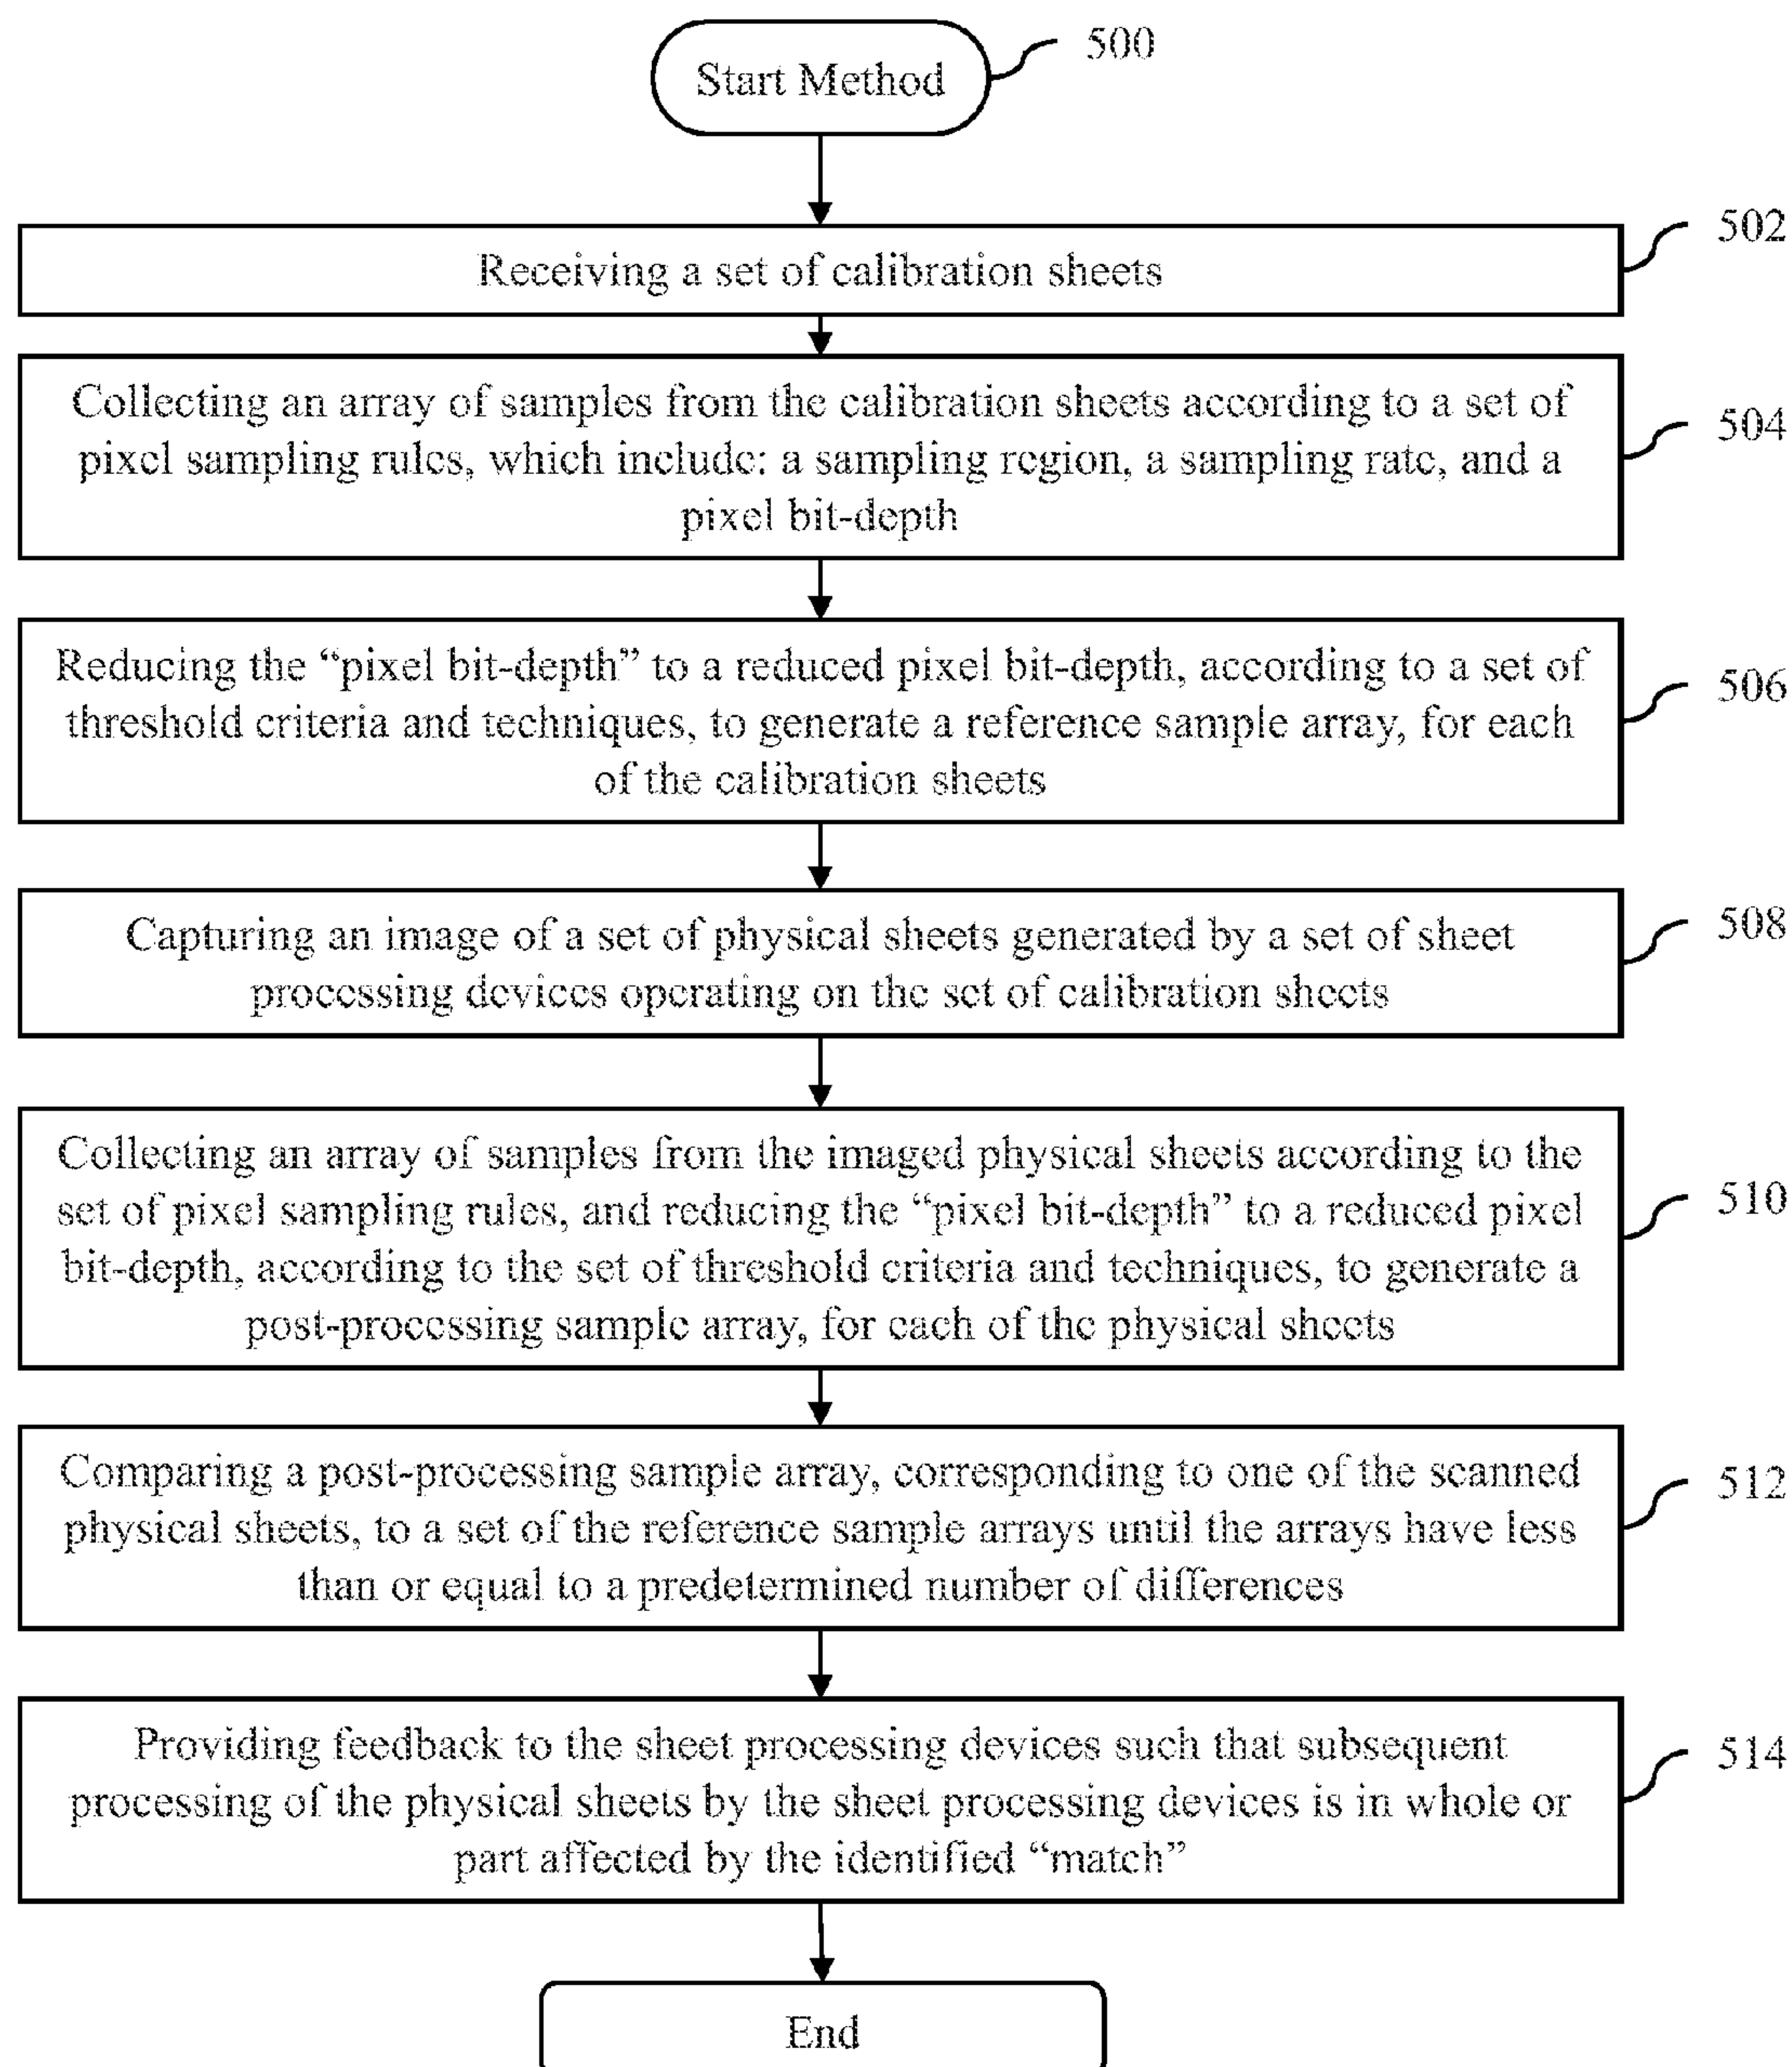 Start Method
500
Receiving a set of calibration sheets
502
Collecting an array of samples from the calibration sheets according to a set of
pixel sampling rules, which include: a sampling region, a sampling rate, and a
pixel bit-depth
504
Reducing the “pixel bit-depth” to a reduced pixel bit-depth, according to a set of
threshold criteria and techniques, to generate a reference sample array, for each
of the calibration sheets
506
Capturing an image of a set of physical sheets generated by a set of sheet
processing devices operating on the set of calibration sheets
508
Collecting an array of samples from the imaged physical sheets according to the
set of pixel sampling rules, and reducing the “pixel bit-depth” to a reduced pixel
bit-depth, according to the set of threshold criteria and techniques, to generate a
post-processing sample array, for each of the physical sheets
510
Comparing a post-processing sample array, corresponding to one of the scanned
physical sheets, to a set of the reference sample arrays until the arrays have less
than or equal to a predetermined number of differences
512
Providing feedback to the sheet processing devices such that subsequent
processing of the physical sheets by the sheet processing devices is in whole or
part affected by the identified “match”
514
End